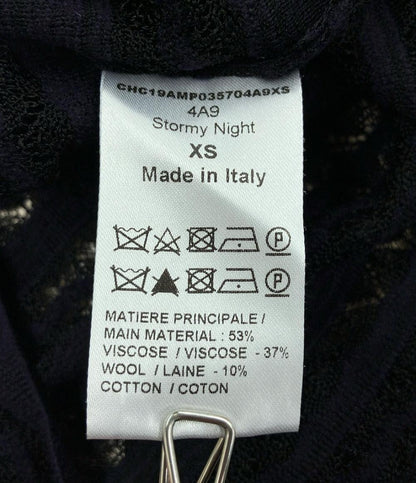 CHC19AMP035704A9XS
4A9
Stormy Night
XS
Made in Italy
P
P
MATIERE PRINCIPALE /
MAIN MATERIAL : 53%
VISCOSE / VISCOSE - 37%
WOOL / LAINE - 10%
COTTON / COTON